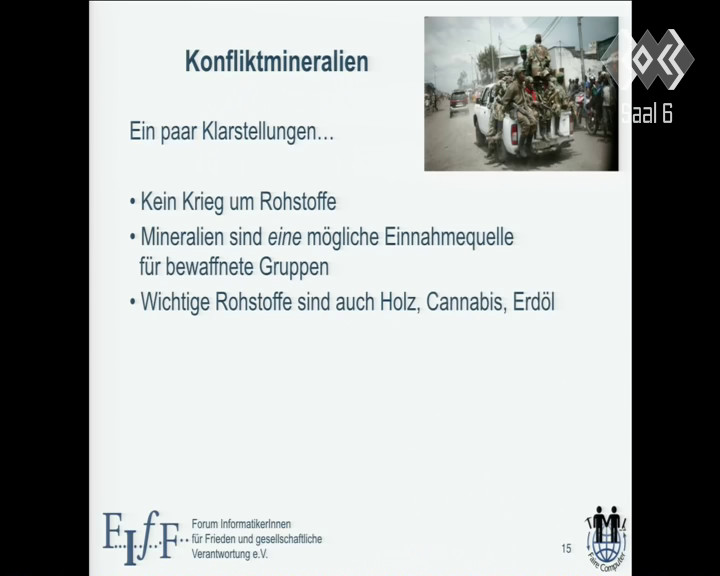 Konfliktmineralien
Saal 6
Ein paar Klarstellungen…
• Kein Krieg um Rohstoffe
• Mineralien sind eine mögliche Einnahmequelle
für bewaffnete Gruppen
• Wichtige Rohstoffe sind auch Holz, Cannabis, Erdöl
FIfF
Forum InformatikerInnen
für Frieden und gesellschaftliche
Verantwortung e.V.
15
Faire Computer